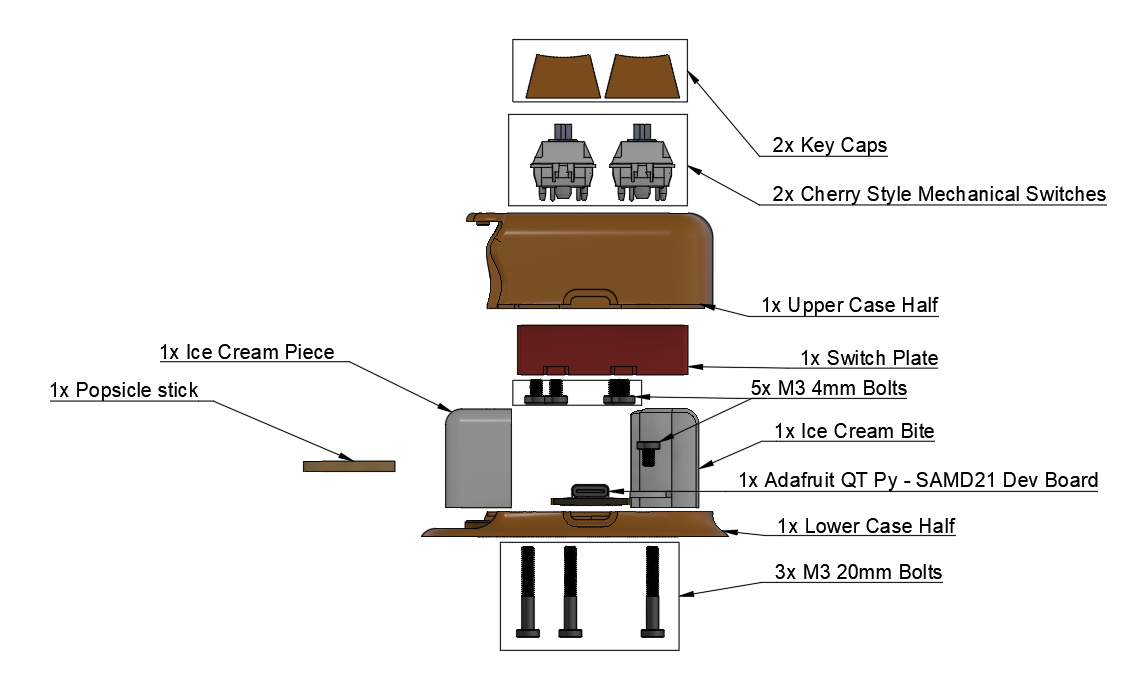 2x Key Caps
2x Cherry Style Mechanical Switches
1x Upper Case Half
1x Ice Cream Piece
1x Switch Plate
1x Popsicle stick
5x M3 4mm Bolts
1x Ice Cream Bite
1x Adafruit QT Py - SAMD21 Dev Board
1x Lower Case Half
3x M3 20mm Bolts